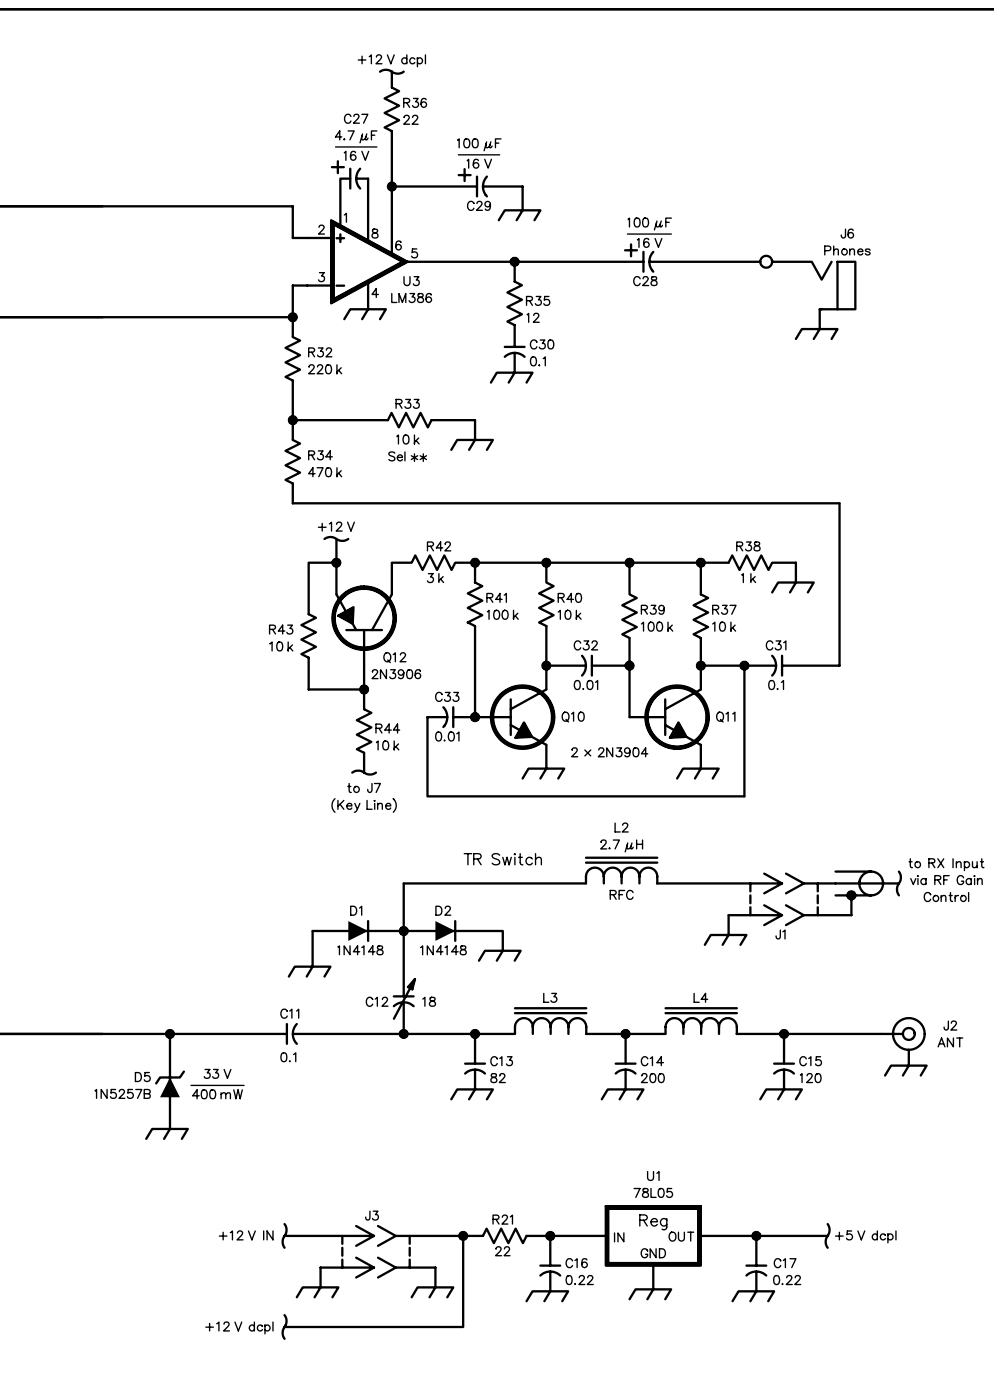 +12 V dcpl
R36
22
C27
4.7 µF
16 V
+
100 µF
16 V
+
C29
1
8
2
+
6
5
3
−
4
U3
LM386
100 µF
16 V
+
C28
J6
Phones
R35
12
C30
0.1
R32
220 k
R33
10 k
Sel **
R34
470 k
+12 V
R42
3 k
R38
1 k
R41
100 k
R40
10 k
R39
100 k
R37
10 k
R43
10 k
Q12
2N3906
C32
0.01
C31
0.1
C33
0.01
Q10
Q11
R44
10 k
2 × 2N3904
to J7
(Key Line)
L2
2.7 µH
RFC
TR Switch
to RX Input
via RF Gain
Control
J1
D1
1N4148
D2
1N4148
C12
18
C11
0.1
L3
L4
J2
ANT
D5
1N5257B
33 V
400 mW
C13
82
C14
200
C15
120
U1
78L05
+12 V IN
J3
R21
22
Reg
IN
OUT
GND
+5 V dcpl
C16
0.22
C17
0.22
+12 V dcpl